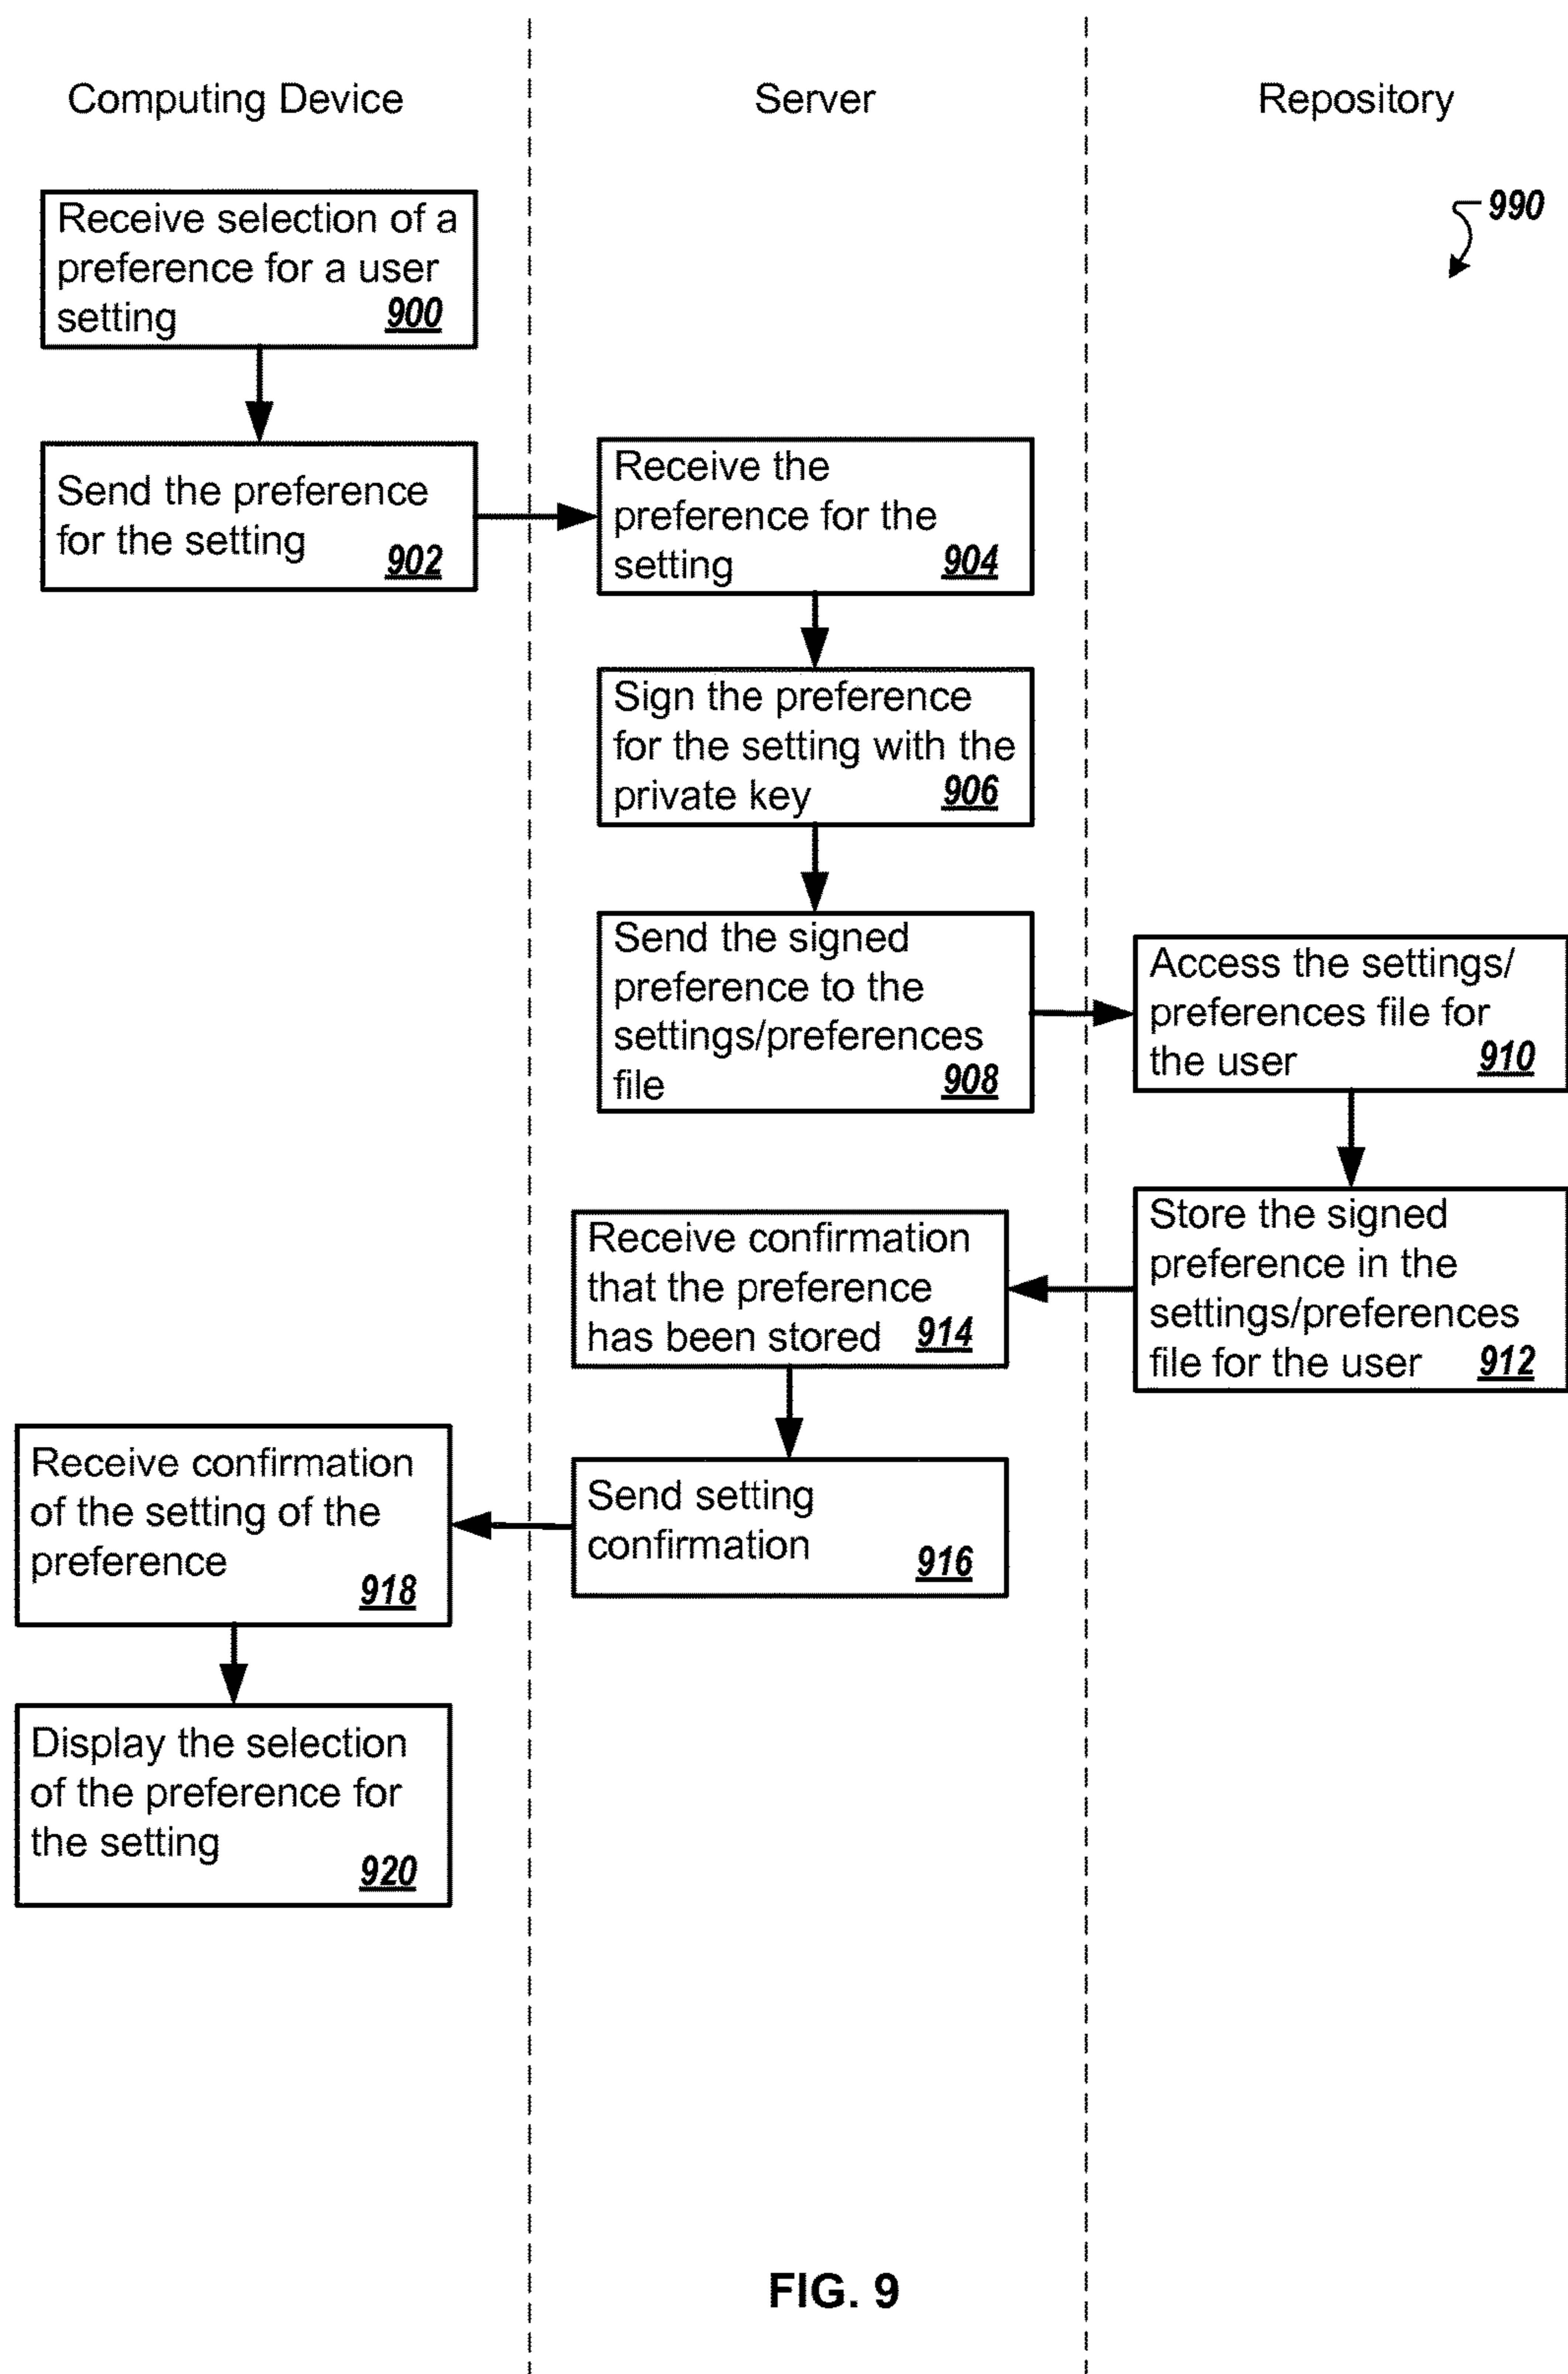 Computing Device
Server
Repository
990
Receive selection of a
preference for a user
setting 900
Send the preference
for the setting 902
Receive the
preference for the
setting 904
Sign the preference
for the setting with the
private key 906
Send the signed
preference to the
settings/preferences
file 908
Access the settings/
preferences file for
the user 910
Store the signed
preference in the
settings/preferences
file for the user 912
Receive confirmation
that the preference
has been stored 914
Send setting
confirmation 916
Receive confirmation
of the setting of the
preference 918
Display the selection
of the preference for
the setting 920
FIG. 9